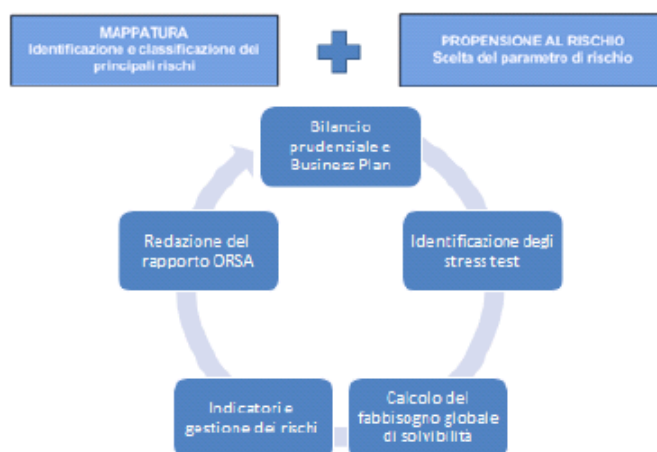 MAPPATURA
Identificazione e classificazione dei
principali rischi
PROPENSIONE AL RISCHIO
Scelta del parametro di rischio
Bilancio
prudenziale e
Business Plan
Identificazione degli
stress test
Calcolo del
fabbisogno globale
di solvibilità
Indicatori e
gestione dei rischi
Redazione del
rapporto ORSA